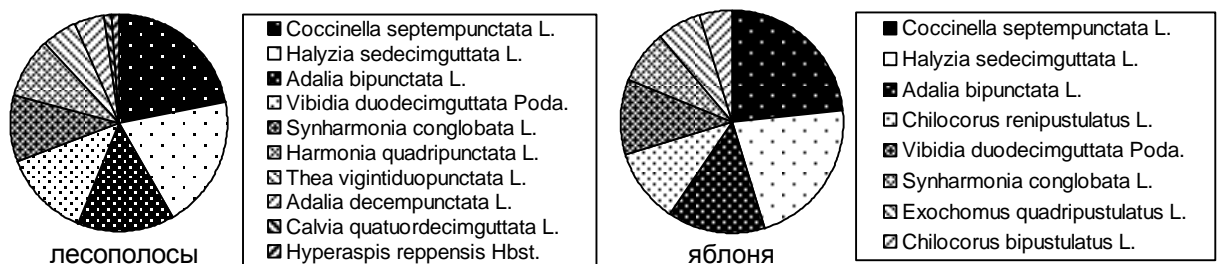 Coccinella septempunctata L.
Halyzia sedecimguttata L.
Adalia bipunctata L.
Vibidia duodecimguttata Poda.
Synharmonia conglobata L.
Harmonia quadripunctata L.
Thea vigintiduopunctata L.
Adalia decempunctata L.
Calvia quatuordecimguttata L.
Hyperaspis reppensis Hbst.
лесополосы
Coccinella septempunctata L.
Halyzia sedecimguttata L.
Adalia bipunctata L.
Chilocorus renipustulatus L.
Vibidia duodecimguttata Poda.
Synharmonia conglobata L.
Exochomus quadripustulatus L.
Chilocorus bipustulatus L.
яблоня